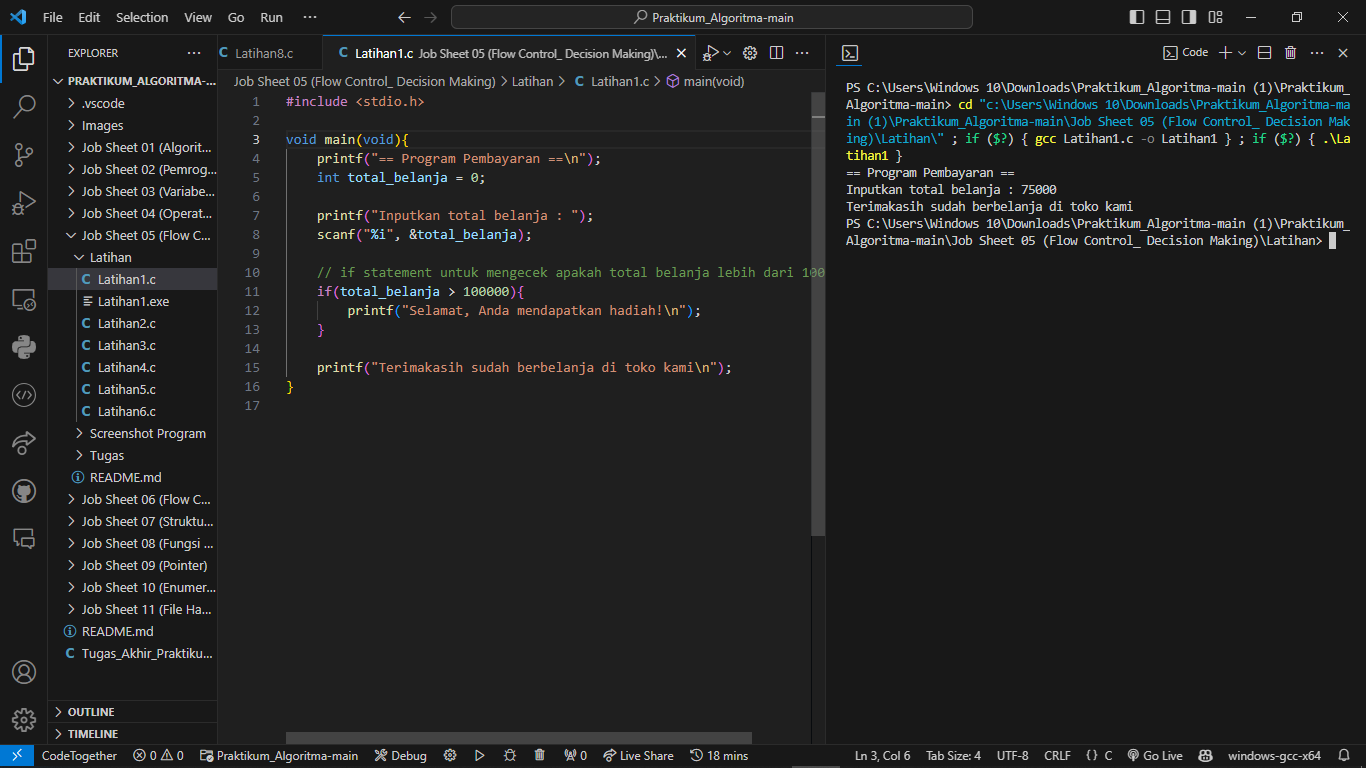 File Edit Selection View Go Run ··· Praktikum_Algoritma-main
EXPLORER ···
PRAKTIKUM_ALGORITMA-...
.vscode
Images
Job Sheet 01 (Algorit...
Job Sheet 02 (Pemrog...
Job Sheet 03 (Variabe...
Job Sheet 04 (Operat...
Job Sheet 05 (Flow C...
Latihan
C Latihan1.c
Latihan1.exe
C Latihan2.c
C Latihan3.c
C Latihan4.c
C Latihan5.c
C Latihan6.c
Screenshot Program
Tugas
README.md
Job Sheet 06 (Flow C...
Job Sheet 07 (Struktu...
Job Sheet 08 (Fungsi ...
Job Sheet 09 (Pointer)
Job Sheet 10 (Enumer...
Job Sheet 11 (File Ha...
README.md
C Tugas_Akhir_Praktiku...
OUTLINE
TIMELINE
C Latihan8.c
C Latihan1.c Job Sheet 05 (Flow Control_ Decision Making)\...
Job Sheet 05 (Flow Control_ Decision Making) > Latihan > C Latihan1.c > main(void)
1 #include <stdio.h>
2
3 void main(void){
4 printf("== Program Pembayaran ==\n");
5 int total_belanja = 0;
6
7 printf("Inputkan total belanja : ");
8 scanf("%i", &total_belanja);
9
10 // if statement untuk mengecek apakah total belanja lebih dari 100
11 if(total_belanja > 100000){
12 printf("Selamat, Anda mendapatkan hadiah!\n");
13 }
14
15 printf("Terimakasih sudah berbelanja di toko kami\n");
16 }
17
Code
PS C:\Users\Windows 10\Downloads\Praktikum_Algoritma-main (1)\Praktikum_
Algoritma-main> cd "c:\Users\Windows 10\Downloads\Praktikum_Algoritma-ma
in (1)\Praktikum_Algoritma-main\Job Sheet 05 (Flow Control_ Decision Mak
ing)\Latihan\" ; if ($?) { gcc Latihan1.c -o Latihan1 } ; if ($?) { .\La
tihan1 }
== Program Pembayaran ==
Inputkan total belanja : 75000
Terimakasih sudah berbelanja di toko kami
PS C:\Users\Windows 10\Downloads\Praktikum_Algoritma-main (1)\Praktikum_
Algoritma-main\Job Sheet 05 (Flow Control_ Decision Making)\Latihan>
CodeTogether 0 0 Praktikum_Algoritma-main Debug 0 Live Share 18 mins Ln 3, Col 6 Tab Size: 4 UTF-8 CRLF {} C Go Live windows-gcc-x64